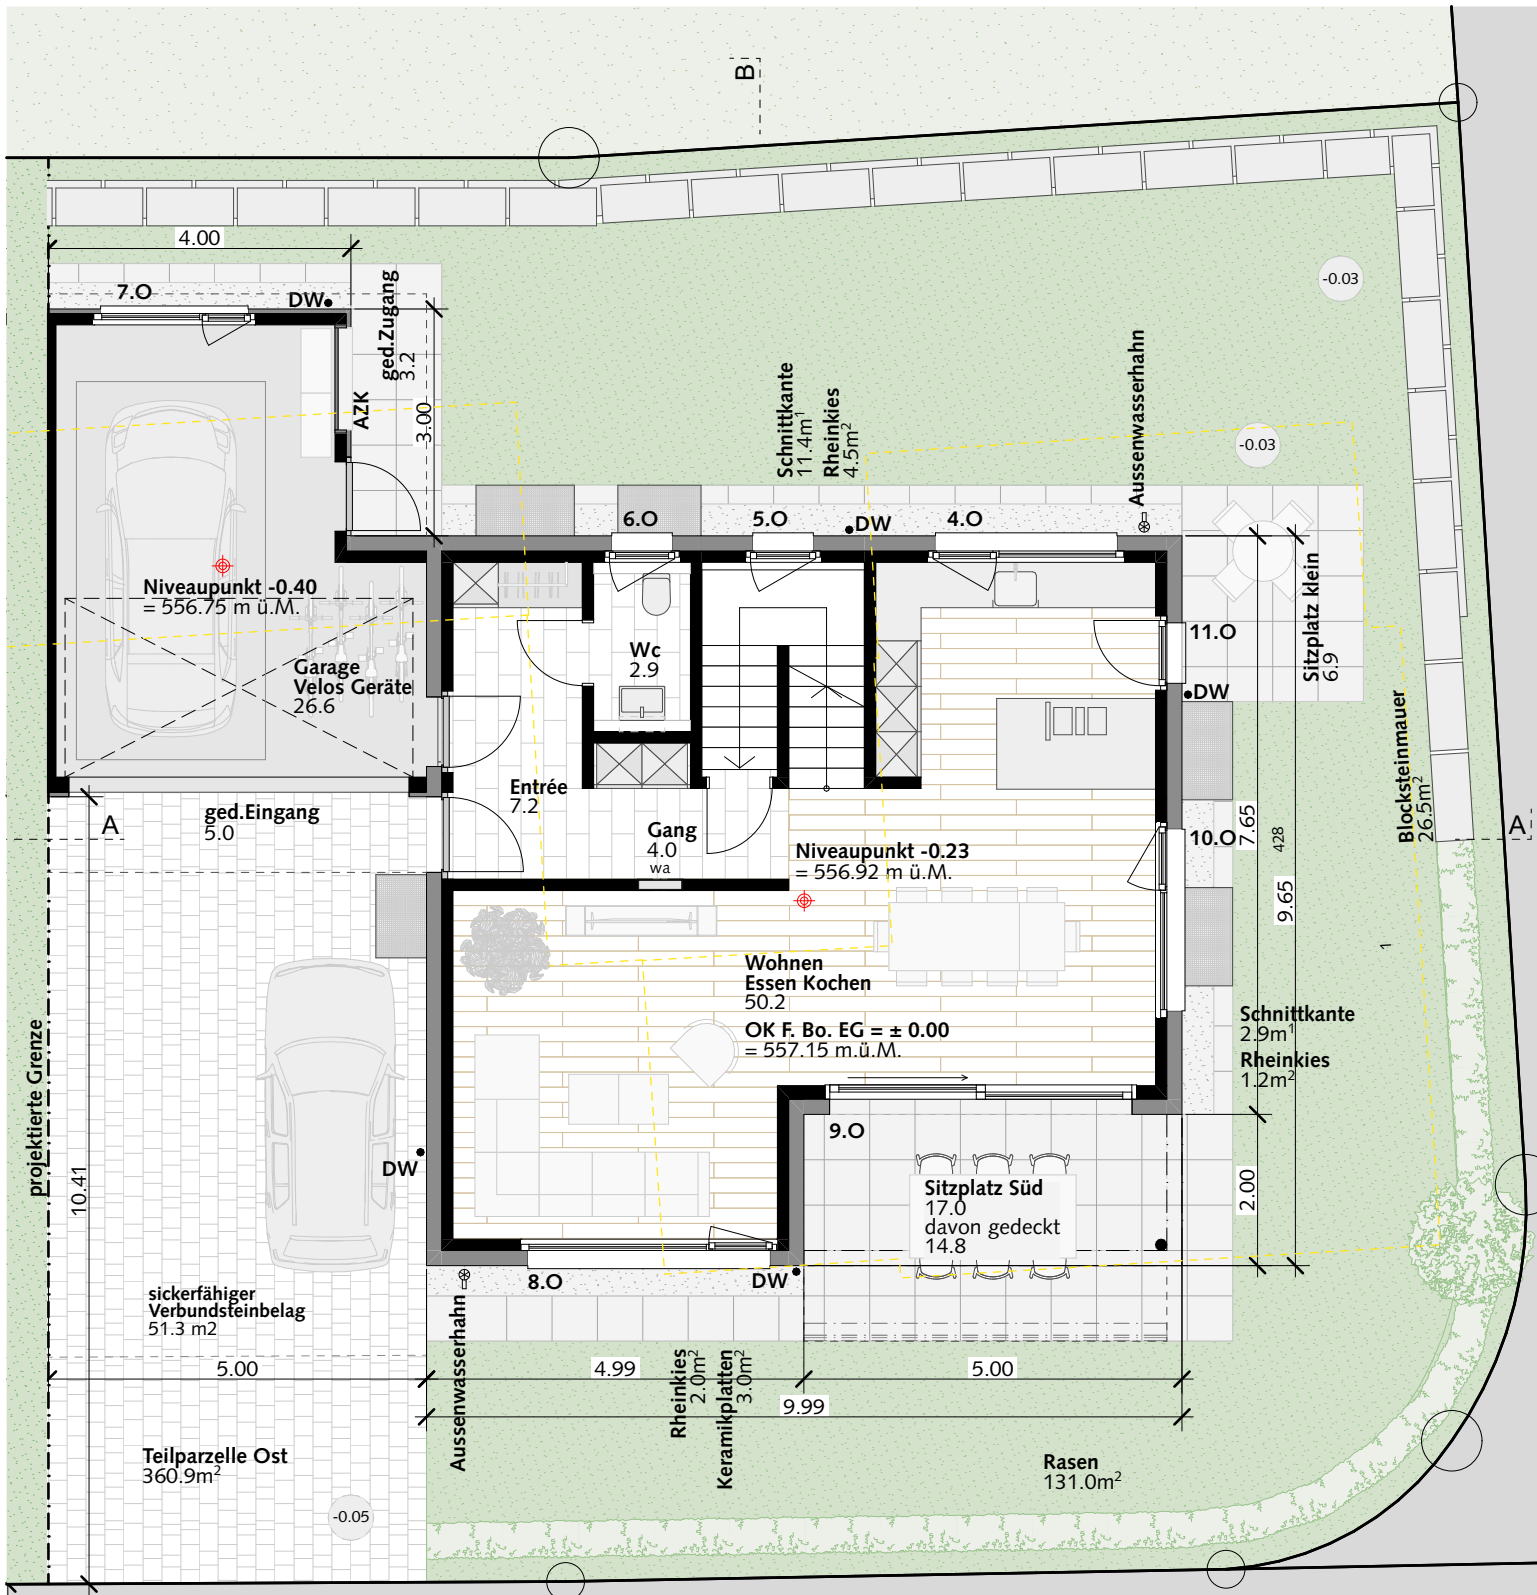 B
4.00
-0.03
7.O
DW
ged.Zugang
3.2
AZK
3.00
Schnittkante
11.4m¹
Rheinkies
4.5m²
Aussenwasserhahn
-0.03
6.O
5.O
DW
4.O
Niveaupunkt -0.40
= 556.75 m ü.M.
Garage
Velos Geräte
26.6
Wc
2.9
11.O
Sitzplatz klein
6.9
DW
Blocksteinmauer
26.5m²
Entrée
7.2
ged.Eingang
5.0
A
Gang
4.0
wa
Niveaupunkt -0.23
= 556.92 m ü.M.
10.O
7.65
428
A
9.65
1
Wohnen
Essen Kochen
50.2
OK F. Bo. EG = ± 0.00
= 557.15 m.ü.M.
Schnittkante
2.9m¹
Rheinkies
1.2m²
projektierte Grenze
10.41
DW
9.O
Sitzplatz Süd
17.0
davon gedeckt
14.8
2.00
8.O
DW
sickerfähiger
Verbundsteinbelag
51.3 m2
Aussenwasserhahn
5.00
4.99
5.00
Rheinkies
2.0m²
Keramikplatten
3.0m²
9.99
Teilparzelle Ost
360.9m²
Rasen
131.0m²
-0.05